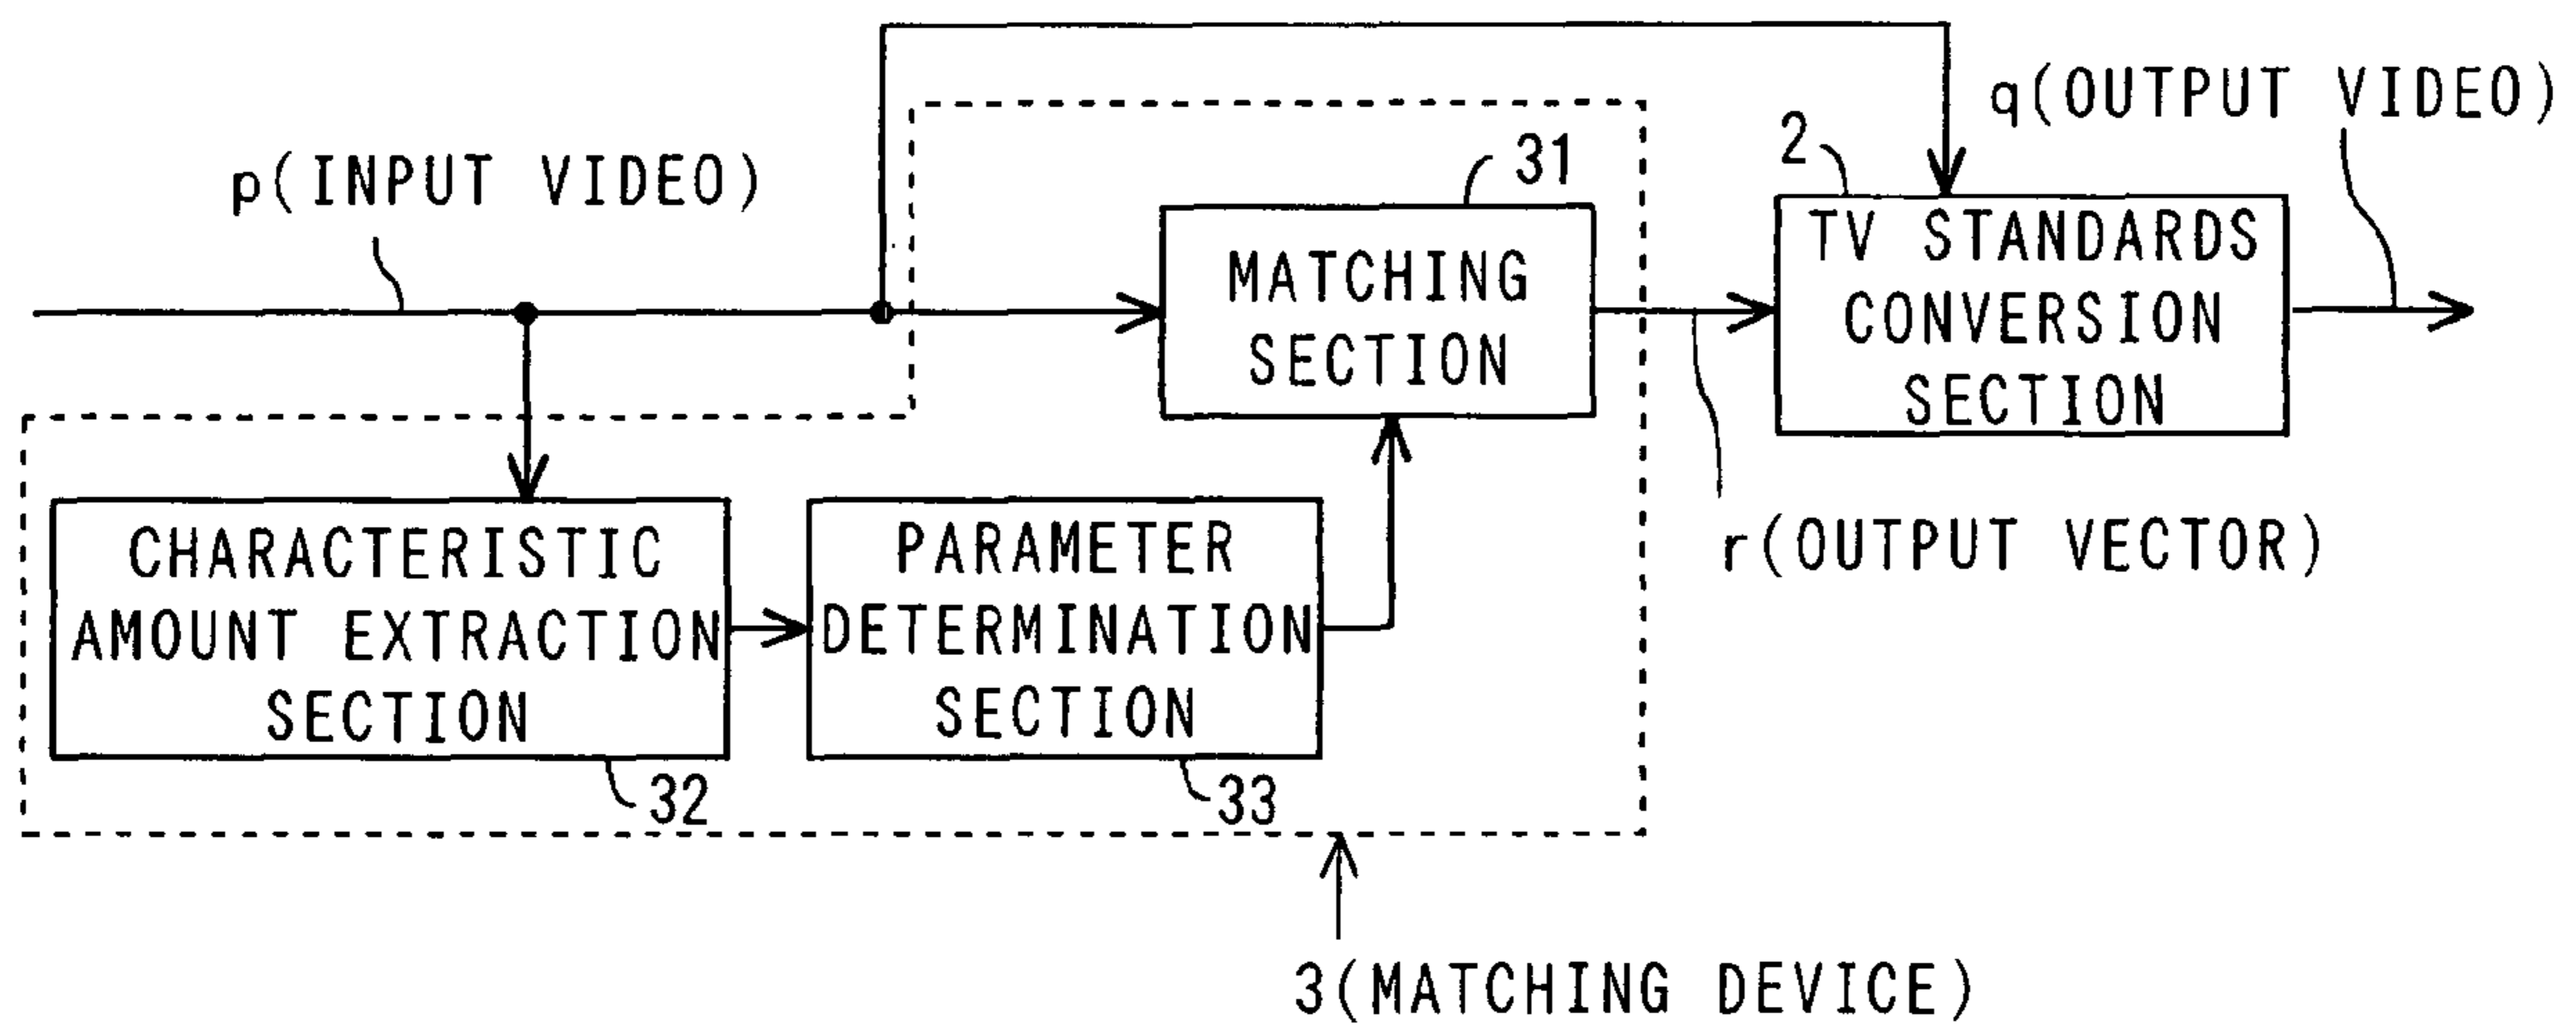 q(OUTPUT VIDEO)
2
31
p(INPUT VIDEO)
TV STANDARDS
CONVERSION
SECTION
MATCHING
SECTION
r(OUTPUT VECTOR)
CHARACTERISTIC
AMOUNT EXTRACTION
SECTION
PARAMETER
DETERMINATION
SECTION
32
33
3(MATCHING DEVICE)